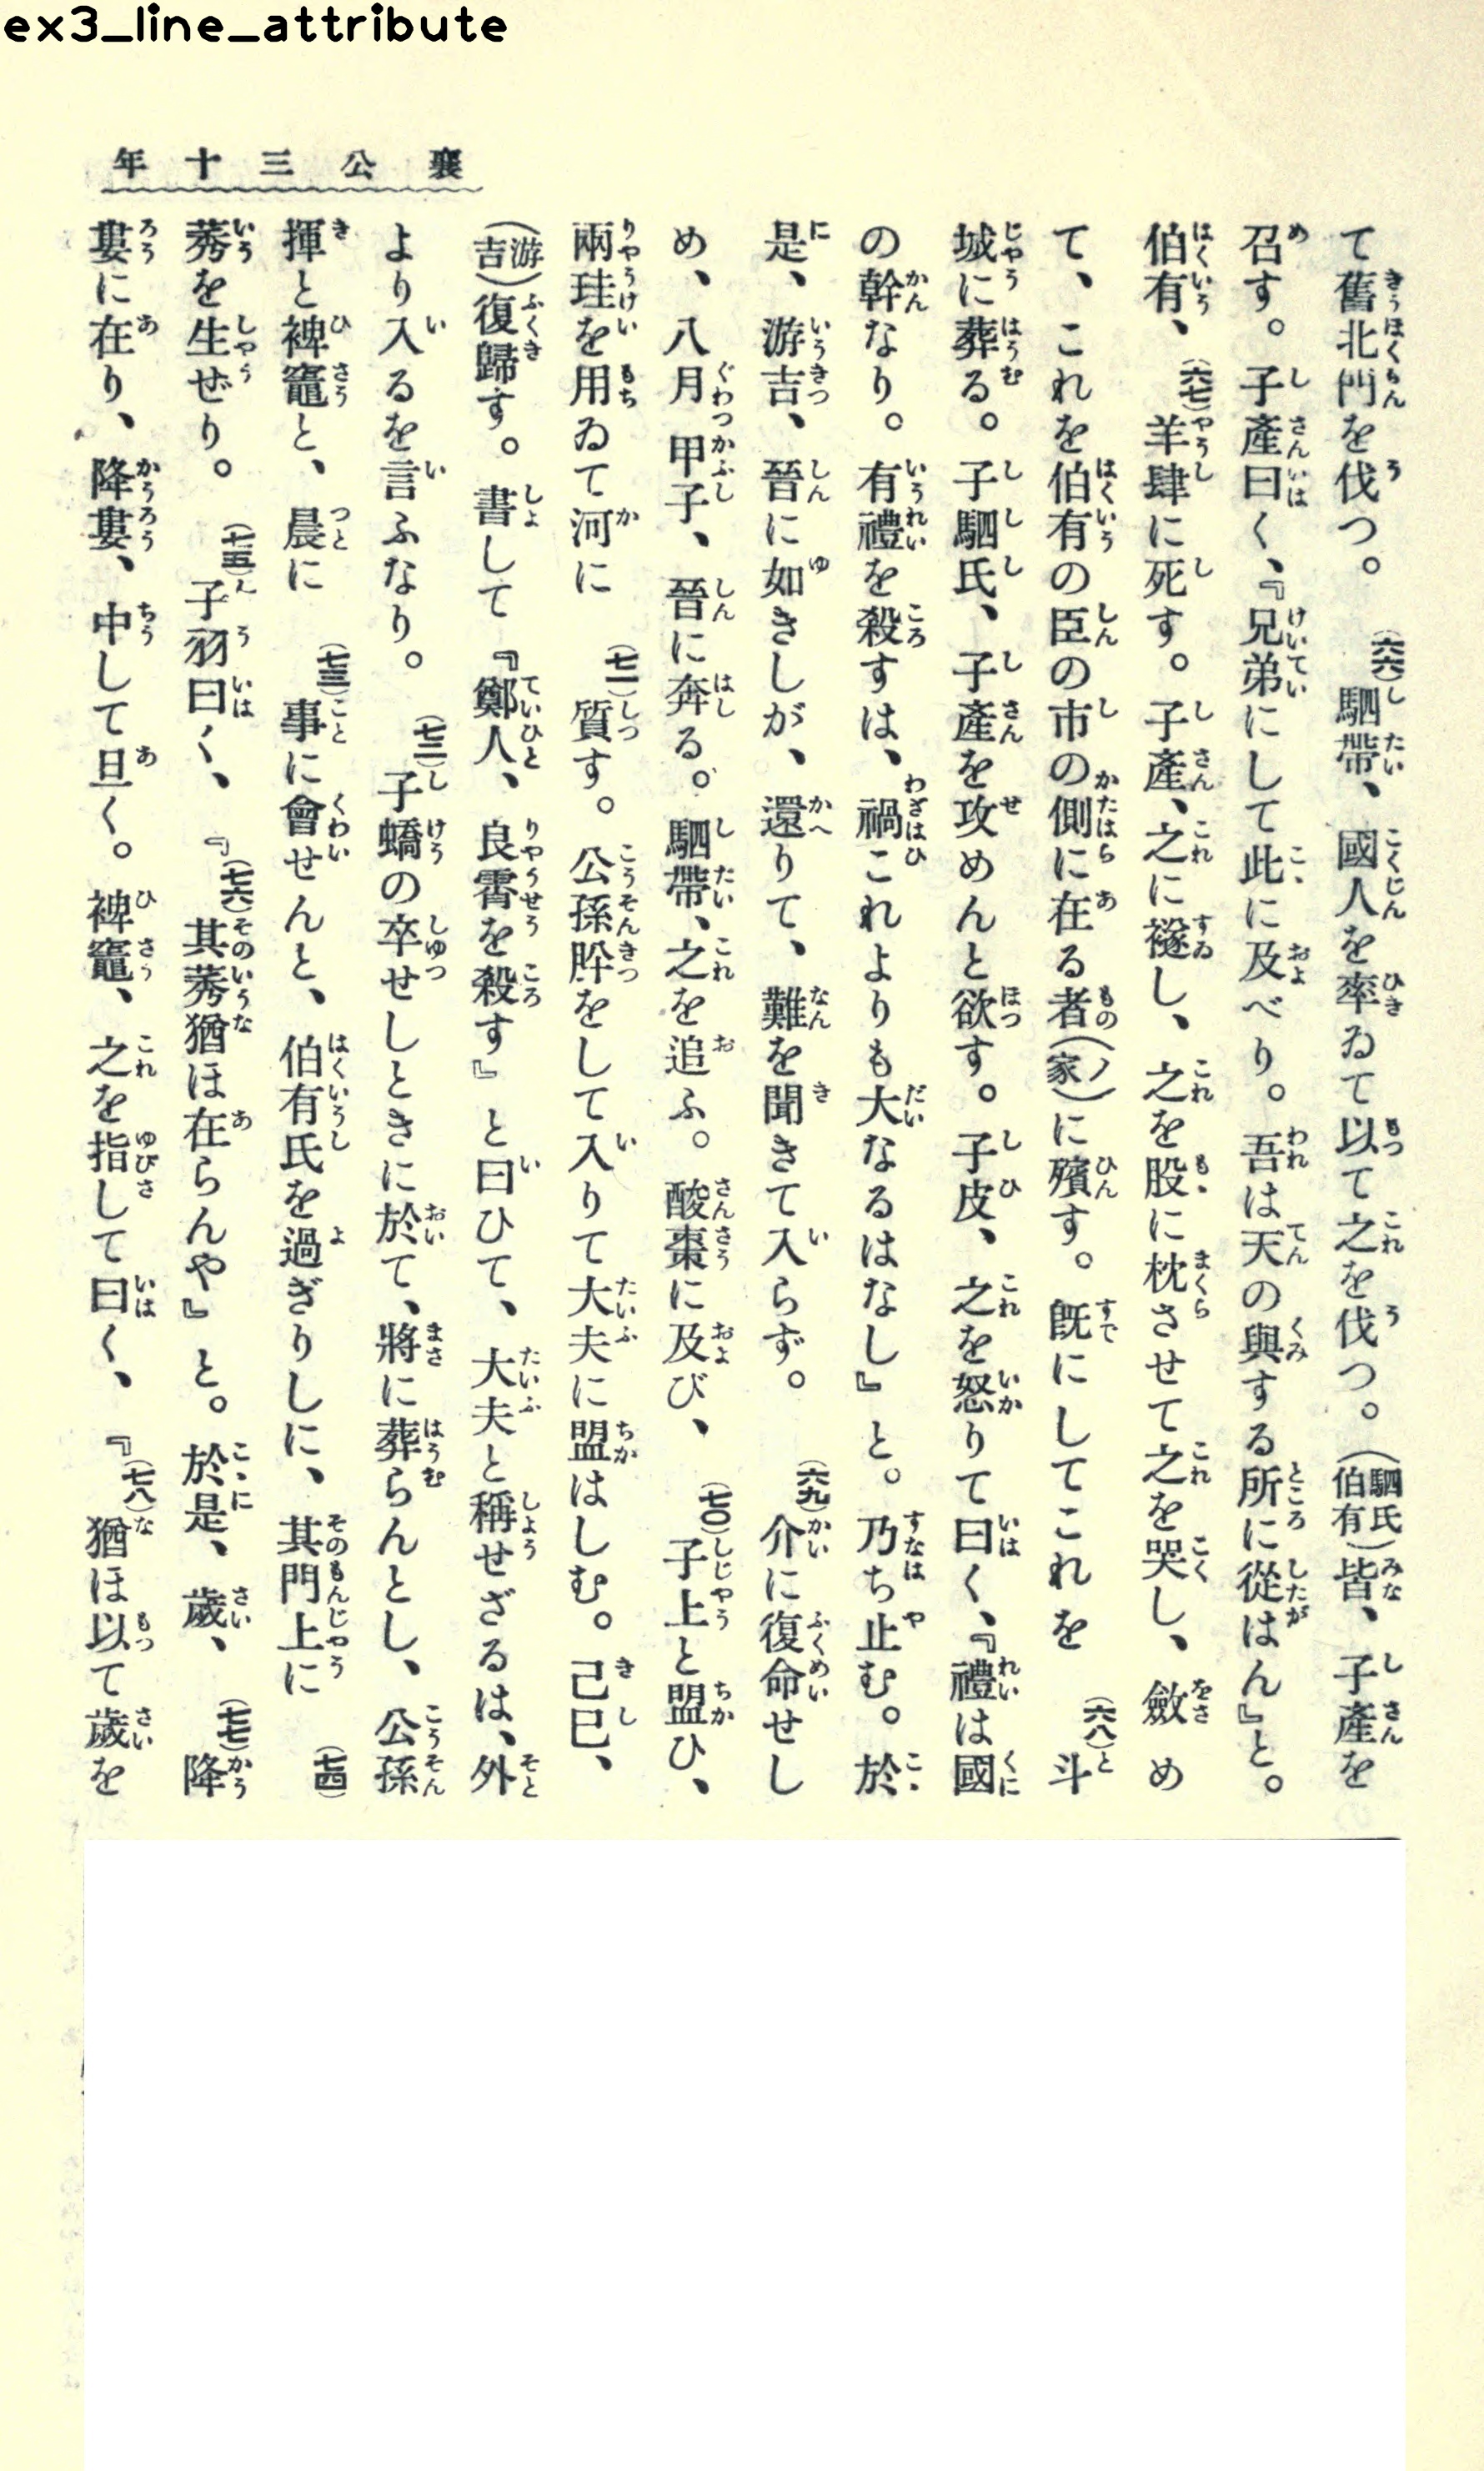 ex3_line_attribute
襄公三十年
て舊北門を伐つ。(六六)駟帶、國人を率ゐて以て之を伐つ。(駟氏伯有)皆、子產を
召す。子產曰く、『兄弟にして此に及べり。吾は天の與する所に從はん』と。
伯有、(六七)羊肆に死す。子產、之に襚し、之を股に枕させて之を哭し、斂め
て、これを伯有の臣の市の側に在る者(ノ家)に殯す。既にしてこれを(六八)斗
城に葬る。子駟氏、子產を攻めんと欲す。子皮、之を怒りて曰く、『禮は國
の幹なり。有禮を殺すは、禍これよりも大なるはなし』と。乃ち止む。於
是、游吉、晉に如きしが、還りて、難を聞きて入らず。(六九)介に復命せし
め、八月甲子、晉に奔る。駟帶、之を追ふ。酸棗に及び、(七〇)子上と盟ひ、
兩珪を用ゐて河に(七一)質す。公孫肸をして入りて大夫に盟はしむ。己巳、
(游吉)復歸す。書して『鄭人、良霄を殺す』と曰ひて、大夫と稱せざるは、外
より入るを言ふなり。(七二)子蟜の卒せしときに於て、將に葬らんとし、公孫
揮と裨竈と、晨に(七三)事に會せんと、伯有氏を過ぎりしに、其門上に(七四)
莠を生ぜり。(七五)子羽曰く、『(七六)其莠猶ほ在らんや』と。於是、歲、(七七)降
婁に在り、降婁、中して旦く。裨竈、之を指して曰く、『(七八)猶ほ以て歲を